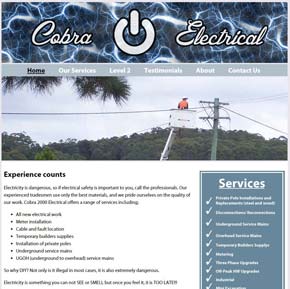 Cobra Electrical
Home Our Services Level 2 Testimonials About Contact Us
Experience counts
Electricity is dangerous, so if electrical safety is important to you, call the professionals. Our
experienced tradesmen use only the best materials, and we pride ourselves on the quality
of our work. Cobra 2000 Electrical offers a range of services including;
All new electrical work
Meter installation
Cable and fault location
Temporary builders supplies
Installation of private poles
Underground service mains
UGOH (underground to overhead) service mains
So why DIY? Not only is it illegal in most cases, it is also extremely dangerous.
Electricity is something you can not SEE or SMELL but once you feel it, it is TOO LATE!!!
Services
Private Pole Installations and
Replacements (steel and wood)
Disconnections/Reconnections
Underground Service Mains
Overhead Service Mains
Temporary Builders Supplys
Metering
Three Phase Upgrades
Off-Peak HW Upgrades
Industrial
Mini Excavation